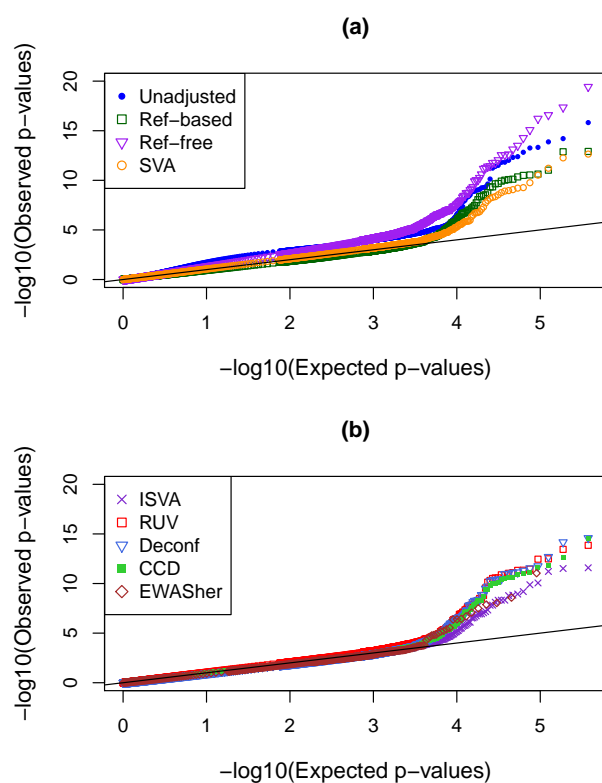 (a)
−log10(Observed p−values)
20
15
10
5
0
Unadjusted
Ref−based
Ref−free
SVA
0 1 2 3 4 5
−log10(Expected p−values)
(b)
−log10(Observed p−values)
20
15
10
5
0
ISVA
RUV
Deconf
CCD
EWASher
0 1 2 3 4 5
−log10(Expected p−values)